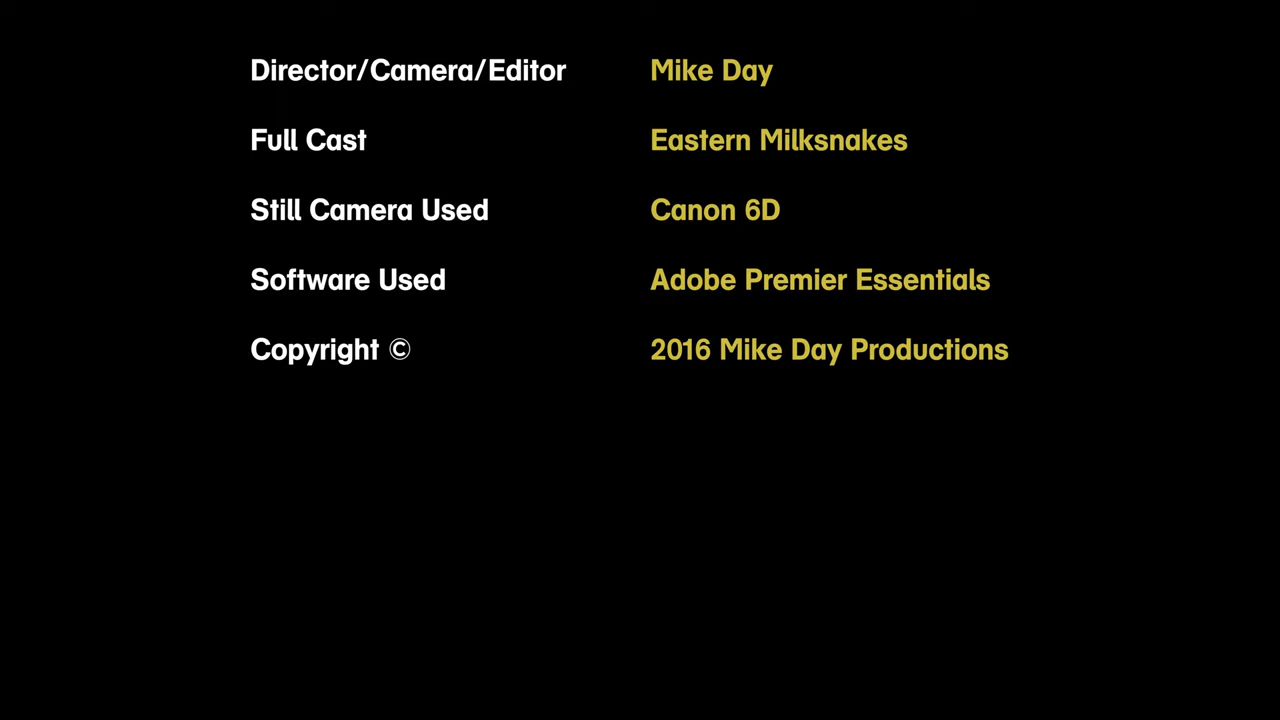 Director/Camera/Editor Mike Day
Full Cast Eastern Milksnakes
Still Camera Used Canon 6D
Software Used Adobe Premier Essentials
Copyright © 2016 Mike Day Productions